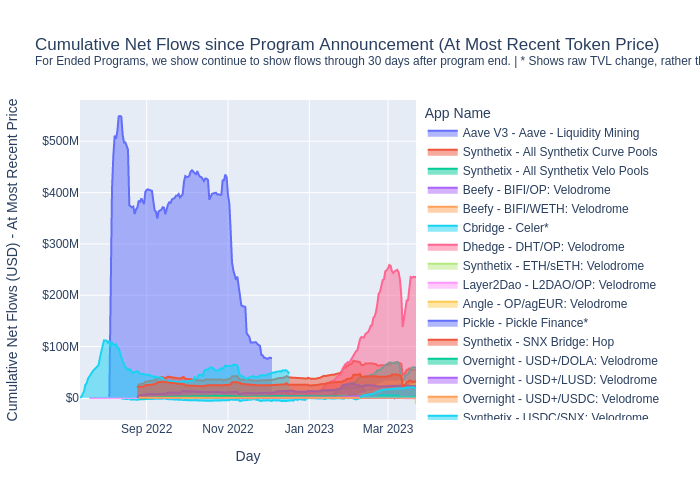 Cumulative Net Flows since Program Announcement (At Most Recent Token Price)
For Ended Programs, we show continue to show flows through 30 days after program end. | * Shows raw TVL change, rather
App Name
Aave V3 - Aave - Liquidity Mining
Synthetix - All Synthetix Curve Pools
Synthetix - All Synthetix Velo Pools
Beefy - BIFI/OP: Velodrome
Beefy - BIFI/WETH: Velodrome
Cbridge - Celer*
Dhedge - DHT/OP: Velodrome
Synthetix - ETH/sETH: Velodrome
Layer2Dao - L2DAO/OP: Velodrome
Angle - OP/agEUR: Velodrome
Pickle - Pickle Finance*
Synthetix - SNX Bridge: Hop
Overnight - USD+/DOLA: Velodrome
Overnight - USD+/LUSD: Velodrome
Overnight - USD+/USDC: Velodrome
Synthetix - USDC/SNX: Velodrome
Cumulative Net Flows (USD) - At Most Recent Price
$500M
$400M
$300M
$200M
$100M
$0
Sep 2022
Nov 2022
Jan 2023
Mar 2023
Day